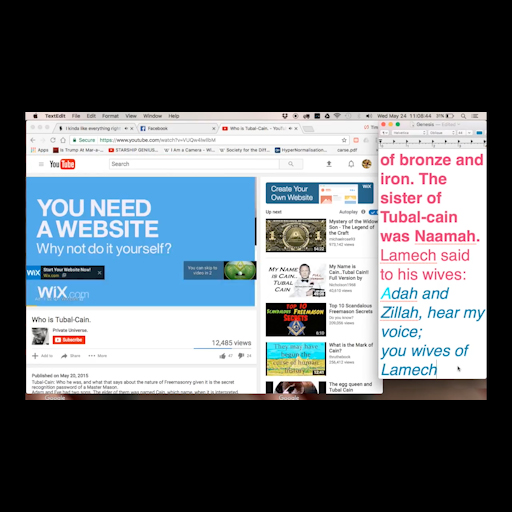 TextEdit File Edit Format View Window Help
Wed May 24 11:08:44
I kinda like everything right
Facebook
Who is Tubal-Cain. - YouTub
Secure https://www.youtube.com/watch?v=
Apps is Trump At Mar-a- STARSHIP GENIUE I Am a Camera - W Society for the Diff HyperNormalisation carse.pdf
YouTube
Search
YOU NEED
A WEBSITE
Why not do it yourself?
WiX
Start Your Website Now!
Wix.com
You can skip
video in 2
WiX.com
Who is Tubal-Cain.
Private Universe.
Subscribe
12,485 views
Add to Share More
47 24
Published on May 20, 2015
Tubal-Cain: Who he was, and what that says about the nature of Freemasonry given it is the secret
recognition password of a Master Mason.
Adam and Eve had two sons. The elder of them was named Cain, which name, when it is interpreted,
Create Your
Own Website
WiX
Up next
Autoplay
Mystery of the Widow's
Son - The Legend of
the Craft
54:22
MY NAME is
CAIN..
TUBAL
CAIN
My Name is
Cain..Tubal Cain!!
Full Version by
TOP 10
SCANDALOUS FREEMASON
SECRETS
8:39
Top 10 Scandalous
Freemason Secrets
What is the Mark of
Cain?
The egg queen and
Tubal Cain
Genesis
Helvetica
of bronze and
iron. The
sister of
Tubal-cain
was Naamah.
Lamech said
to his wives:
Adah and
Zillah, hear my
voice;
you wives of
Lamech